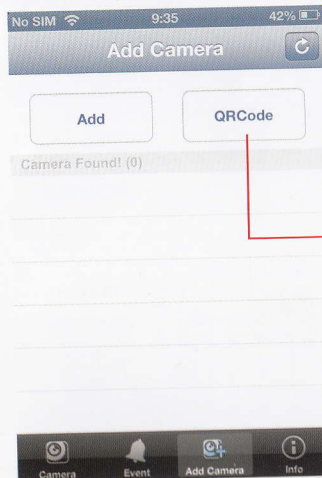 No SIM 9:35 42%
Add Camera
Add QRCode
Camera Found! (0)
Camera Event Add Camera Info